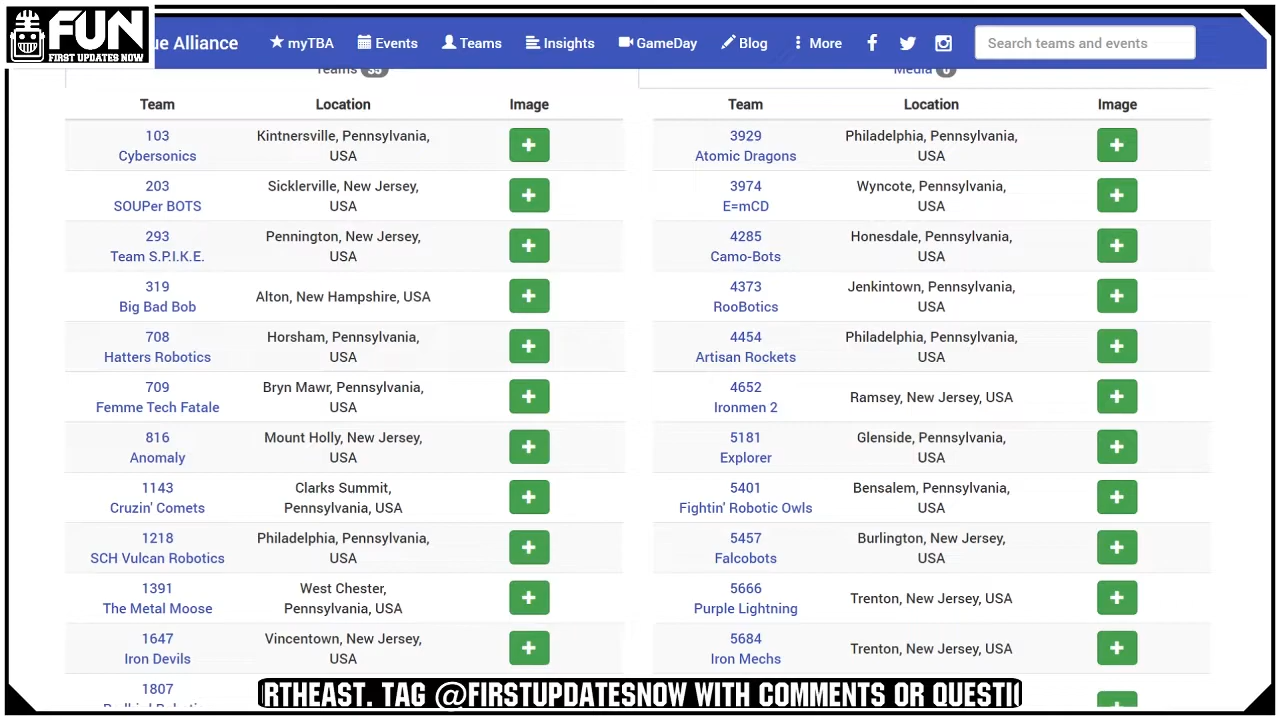 FUN
FIRST UPDATES NOW
ue Alliance
myTBA
Events
Teams
Insights
GameDay
Blog
More
Search teams and events
Teams 35
Media 0
Team Location Image
103
Cybersonics
Kintnersville, Pennsylvania,
USA
203
SOUPer BOTS
Sicklerville, New Jersey,
USA
293
Team S.P.I.K.E.
Pennington, New Jersey,
USA
319
Big Bad Bob
Alton, New Hampshire, USA
708
Hatters Robotics
Horsham, Pennsylvania,
USA
709
Femme Tech Fatale
Bryn Mawr, Pennsylvania,
USA
816
Anomaly
Mount Holly, New Jersey,
USA
1143
Cruzin' Comets
Clarks Summit,
Pennsylvania, USA
1218
SCH Vulcan Robotics
Philadelphia, Pennsylvania,
USA
1391
The Metal Moose
West Chester,
Pennsylvania, USA
1647
Iron Devils
Vincentown, New Jersey,
USA
1807
Team Location Image
3929
Atomic Dragons
Philadelphia, Pennsylvania,
USA
3974
E=mCD
Wyncote, Pennsylvania,
USA
4285
Camo-Bots
Honesdale, Pennsylvania,
USA
4373
RooBotics
Jenkintown, Pennsylvania,
USA
4454
Artisan Rockets
Philadelphia, Pennsylvania,
USA
4652
Ironmen 2
Ramsey, New Jersey, USA
5181
Explorer
Glenside, Pennsylvania,
USA
5401
Fightin' Robotic Owls
Bensalem, Pennsylvania,
USA
5457
Falcobots
Burlington, New Jersey,
USA
5666
Purple Lightning
Trenton, New Jersey, USA
5684
Iron Mechs
Trenton, New Jersey, USA
RTHEAST. TAG @FIRSTUPDATESNOW WITH COMMENTS OR QUESTIO